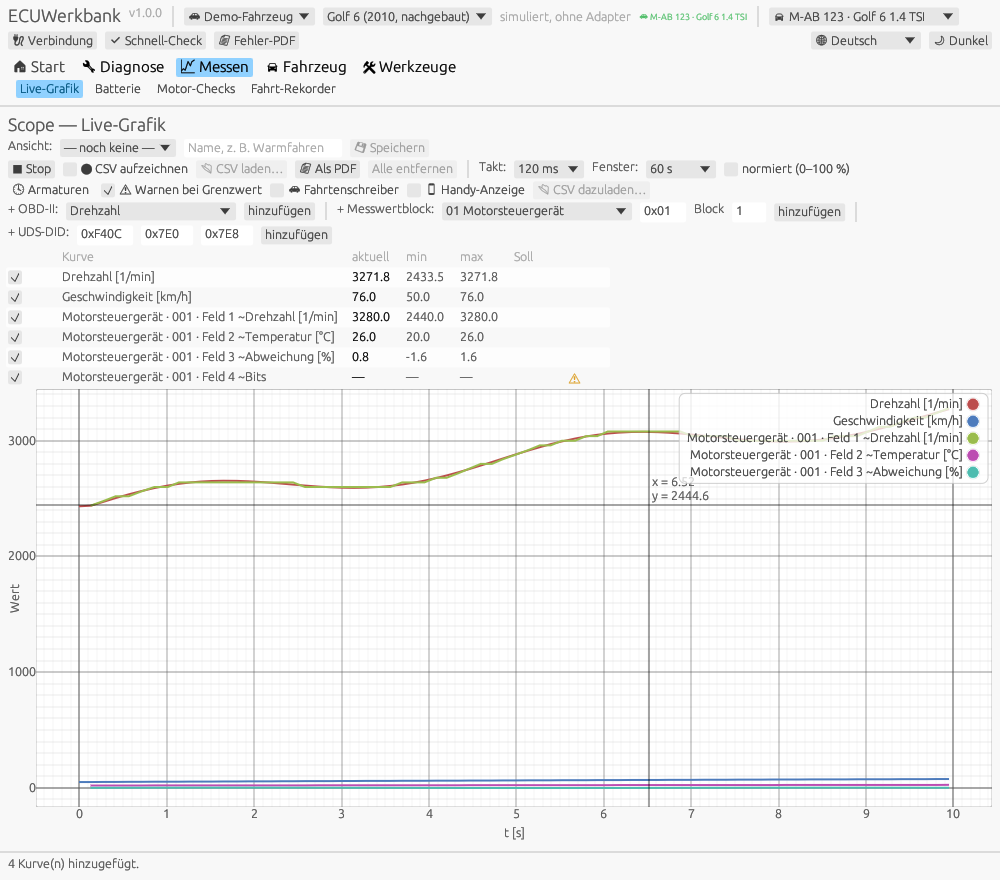 ECUWerkbank v1.0.0 Demo-Fahrzeug Golf 6 (2010, nachgebaut) simuliert, ohne Adapter M-AB 123 · Golf 6 1.4 TSI M-AB 123 · Golf 6 1.4 TSI
Verbindung Schnell-Check Fehler-PDF Deutsch Dunkel
Start Diagnose Messen Fahrzeug Werkzeuge
Live-Grafik Batterie Motor-Checks Fahrt-Rekorder
Scope — Live-Grafik
Ansicht: — noch keine — Name, z. B. Warmfahren Speichern
Stop CSV aufzeichnen CSV laden… Als PDF Alle entfernen Takt: 120 ms Fenster: 60 s normiert (0–100 %)
Armaturen Warnen bei Grenzwert Fahrtenschreiber Handy-Anzeige CSV dazuladen…
+ OBD-II: Drehzahl hinzufügen + Messwertblock: 01 Motorsteuergerät 0x01 Block 1 hinzufügen
+ UDS-DID: 0xF40C 0x7E0 0x7E8 hinzufügen
Kurve aktuell min max Soll
Drehzahl [1/min] 3271.8 2433.5 3271.8
Geschwindigkeit [km/h] 76.0 50.0 76.0
Motorsteuergerät · 001 · Feld 1 ~Drehzahl [1/min] 3280.0 2440.0 3280.0
Motorsteuergerät · 001 · Feld 2 ~Temperatur [°C] 26.0 20.0 26.0
Motorsteuergerät · 001 · Feld 3 ~Abweichung [%] 0.8 -1.6 1.6
Motorsteuergerät · 001 · Feld 4 ~Bits — — —
Drehzahl [1/min]
Geschwindigkeit [km/h]
Motorsteuergerät · 001 · Feld 1 ~Drehzahl [1/min]
Motorsteuergerät · 001 · Feld 2 ~Temperatur [°C]
Motorsteuergerät · 001 · Feld 3 ~Abweichung [%]
x = 6.52
y = 2444.6
3000
2000
1000
0
Wert
0 1 2 3 4 5 6 7 8 9 10
t [s]
4 Kurve(n) hinzugefügt.